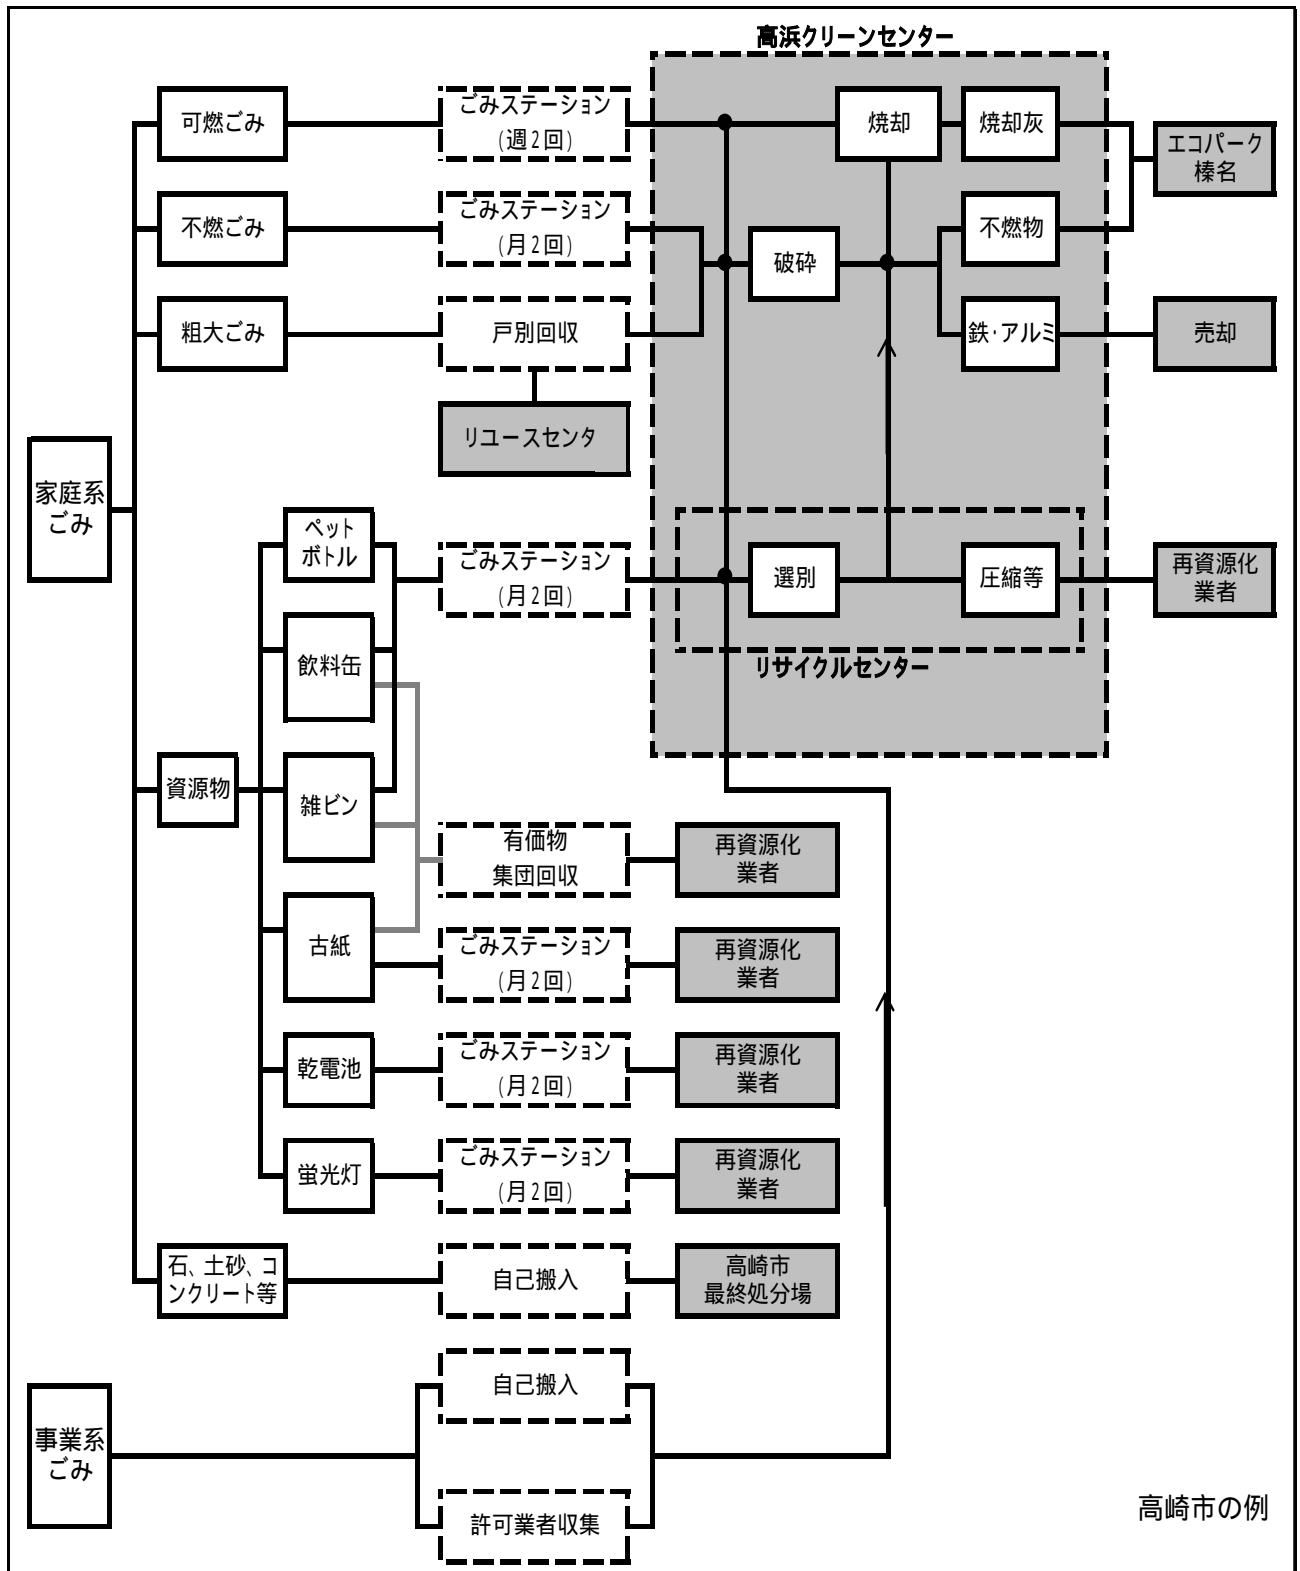 高浜クリーンセンター
可燃ごみ
ごみステーション
(週2回)
焼却
焼却灰
エコパーク
榛名
不燃ごみ
ごみステーション
(月2回)
破砕
不燃物
粗大ごみ
戸別回収
鉄・アルミ
売却
リユースセンタ
家庭系
ごみ
ペット
ボトル
ごみステーション
(月2回)
選別
圧縮等
再資源化
業者
飲料缶
リサイクルセンター
資源物
雑ビン
有価物
集団回収
再資源化
業者
古紙
ごみステーション
(月2回)
再資源化
業者
乾電池
ごみステーション
(月2回)
再資源化
業者
蛍光灯
ごみステーション
(月2回)
再資源化
業者
石、土砂、コ
ンクリート等
自己搬入
高崎市
最終処分場
自己搬入
事業系
ごみ
許可業者収集
高崎市の例